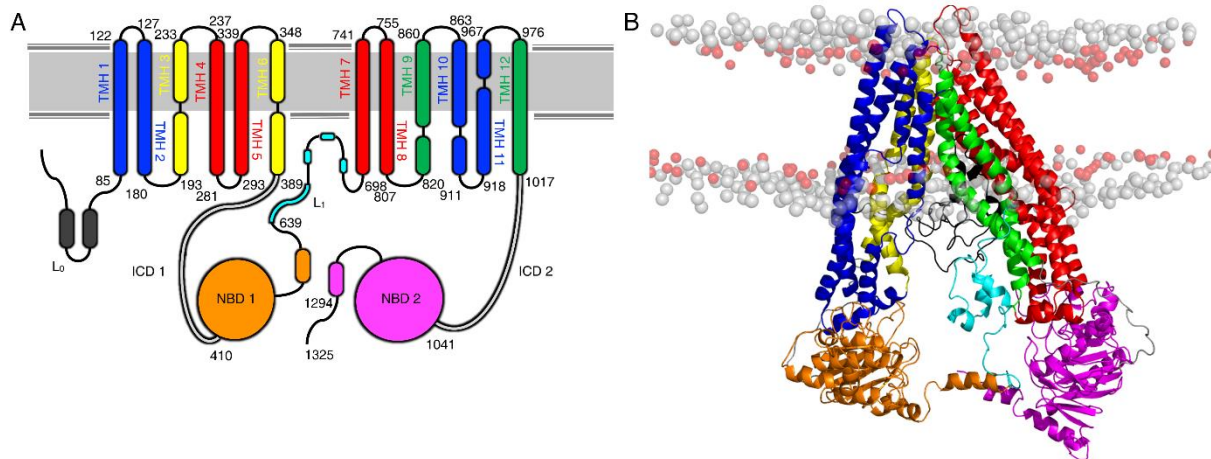 A
B
122
127
233
237
339
348
741
755
860
863
967
976
TMH 1
TMH 2
TMH 3
TMH 4
TMH 5
TMH 6
TMH 7
TMH 8
TMH 9
TMH 10
TMH 11
TMH 12
85
180
193
281
293
389
698
807
820
911
918
1017
L₀
L₁
639
ICD 1
ICD 2
NBD 1
NBD 2
1294
410
1325
1041